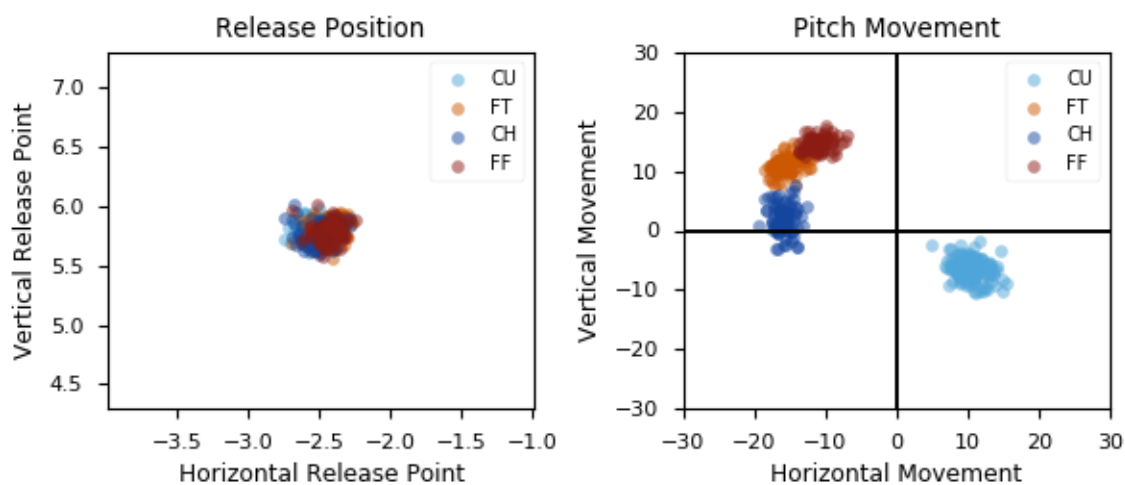 Release Position
7.0
6.5
6.0
5.5
5.0
4.5
Vertical Release Point
CU
FT
CH
FF
−3.5 −3.0 −2.5 −2.0 −1.5 −1.0
Horizontal Release Point
Pitch Movement
30
20
10
0
−10
−20
−30
Vertical Movement
CU
FT
CH
FF
−30 −20 −10 0 10 20 30
Horizontal Movement